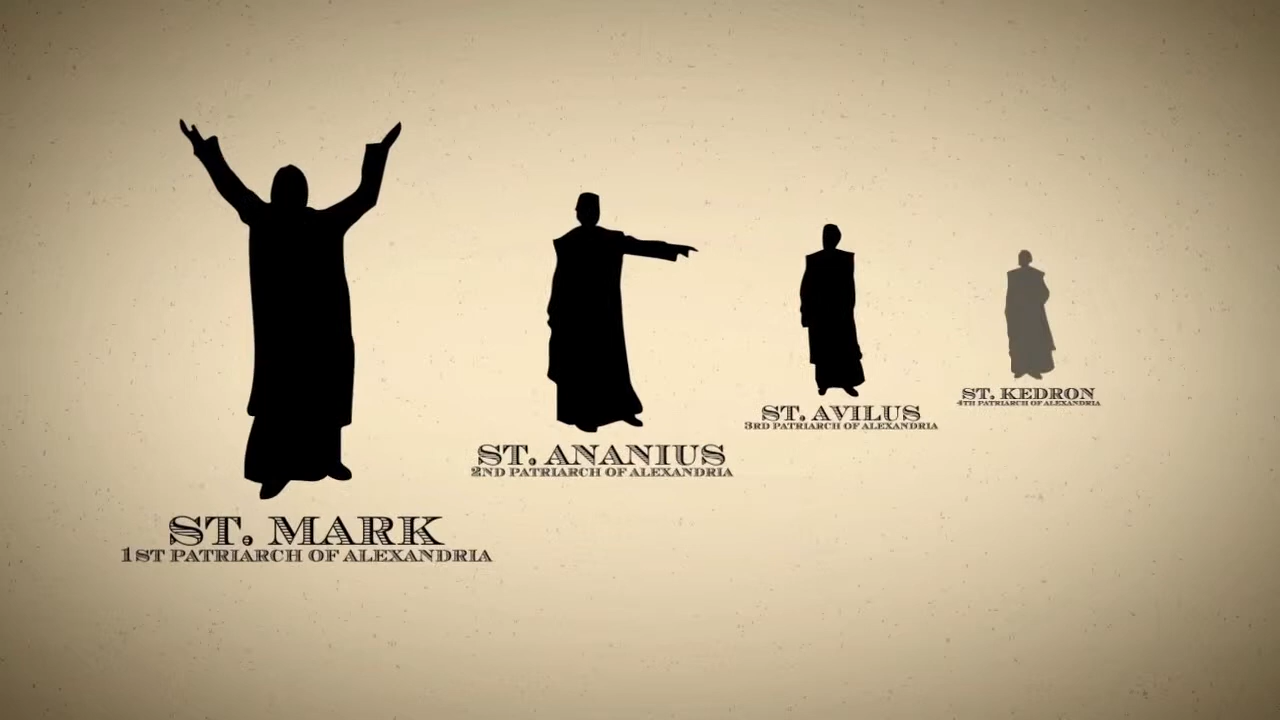 ST. MARK
1ST PATRIARCH OF ALEXANDRIA
ST. ANANIUS
2ND PATRIARCH OF ALEXANDRIA
ST. AVILUS
3RD PATRIARCH OF ALEXANDRIA
ST. KEDRON
4TH PATRIARCH OF ALEXANDRIA